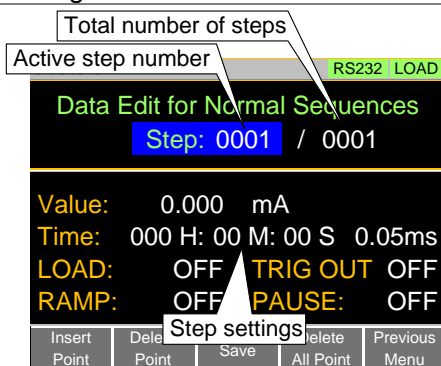 Total number of steps
Active step number
RS232 LOAD
Data Edit for Normal Sequences
Step: 0001 / 0001
Value: 0.000 mA
Time: 000 H: 00 M: 00 S 0.05ms
LOAD: OFF TRIG OUT OFF
RAMP: OFF PAUSE: OFF
Step settings
Insert Point
Point
Save
All Point
Previous Menu